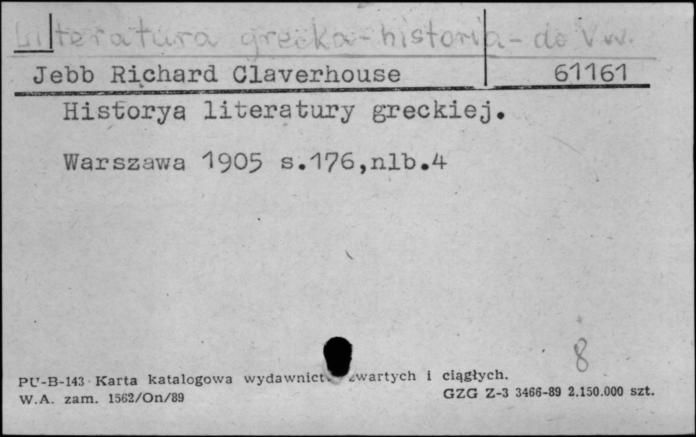 Literatura grecka - historia - do V w.
Jebb Richard Claverhouse 61161
Historya literatury greckiej.
Warszawa 1905 s.176,nlb.4
8
PU-B-143 Karta katalogowa wydawnict zwartych i ciągłych.
W.A. zam. 1562/On/89 GZG Z-3 3466-89 2.150.000 szt.